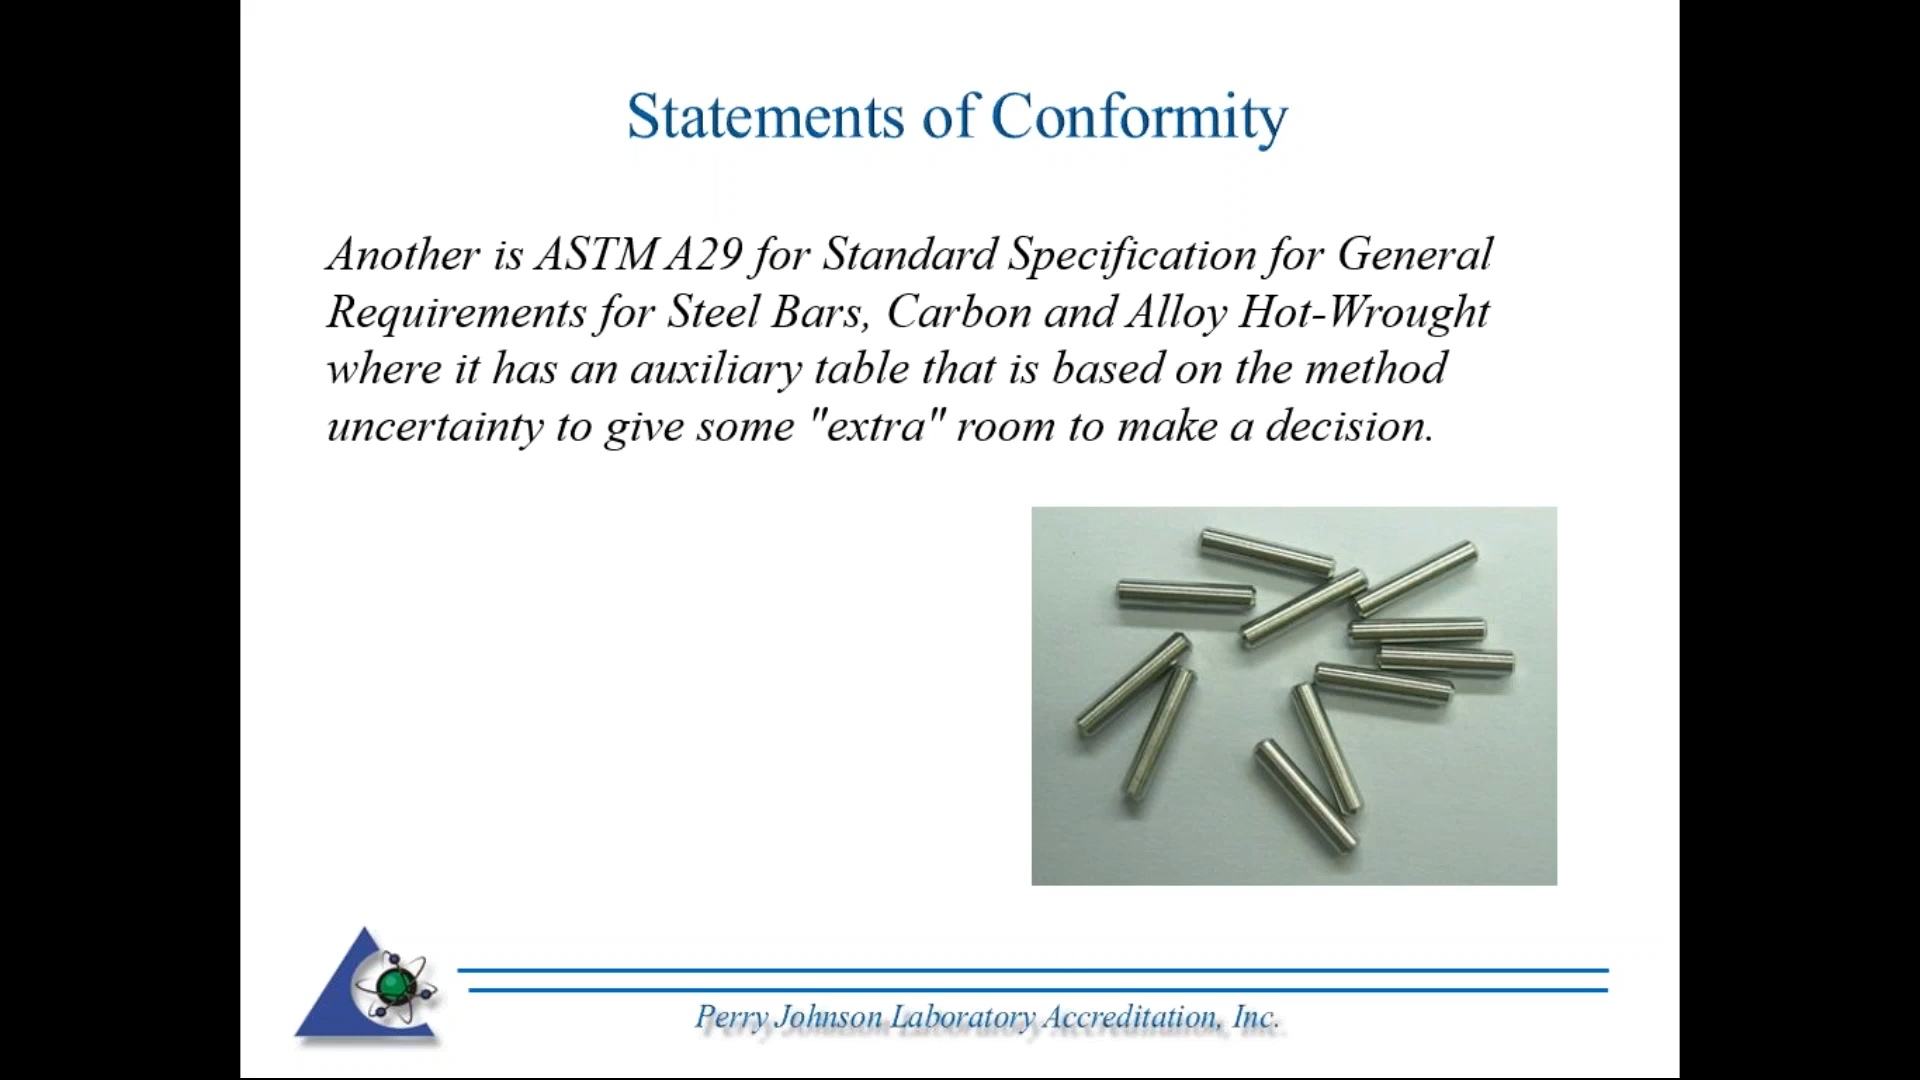 Statements of Conformity
Another is ASTM A29 for Standard Specification for General
Requirements for Steel Bars, Carbon and Alloy Hot-Wrought
where it has an auxiliary table that is based on the method
uncertainty to give some "extra" room to make a decision.
Perry Johnson Laboratory Accreditation, Inc.